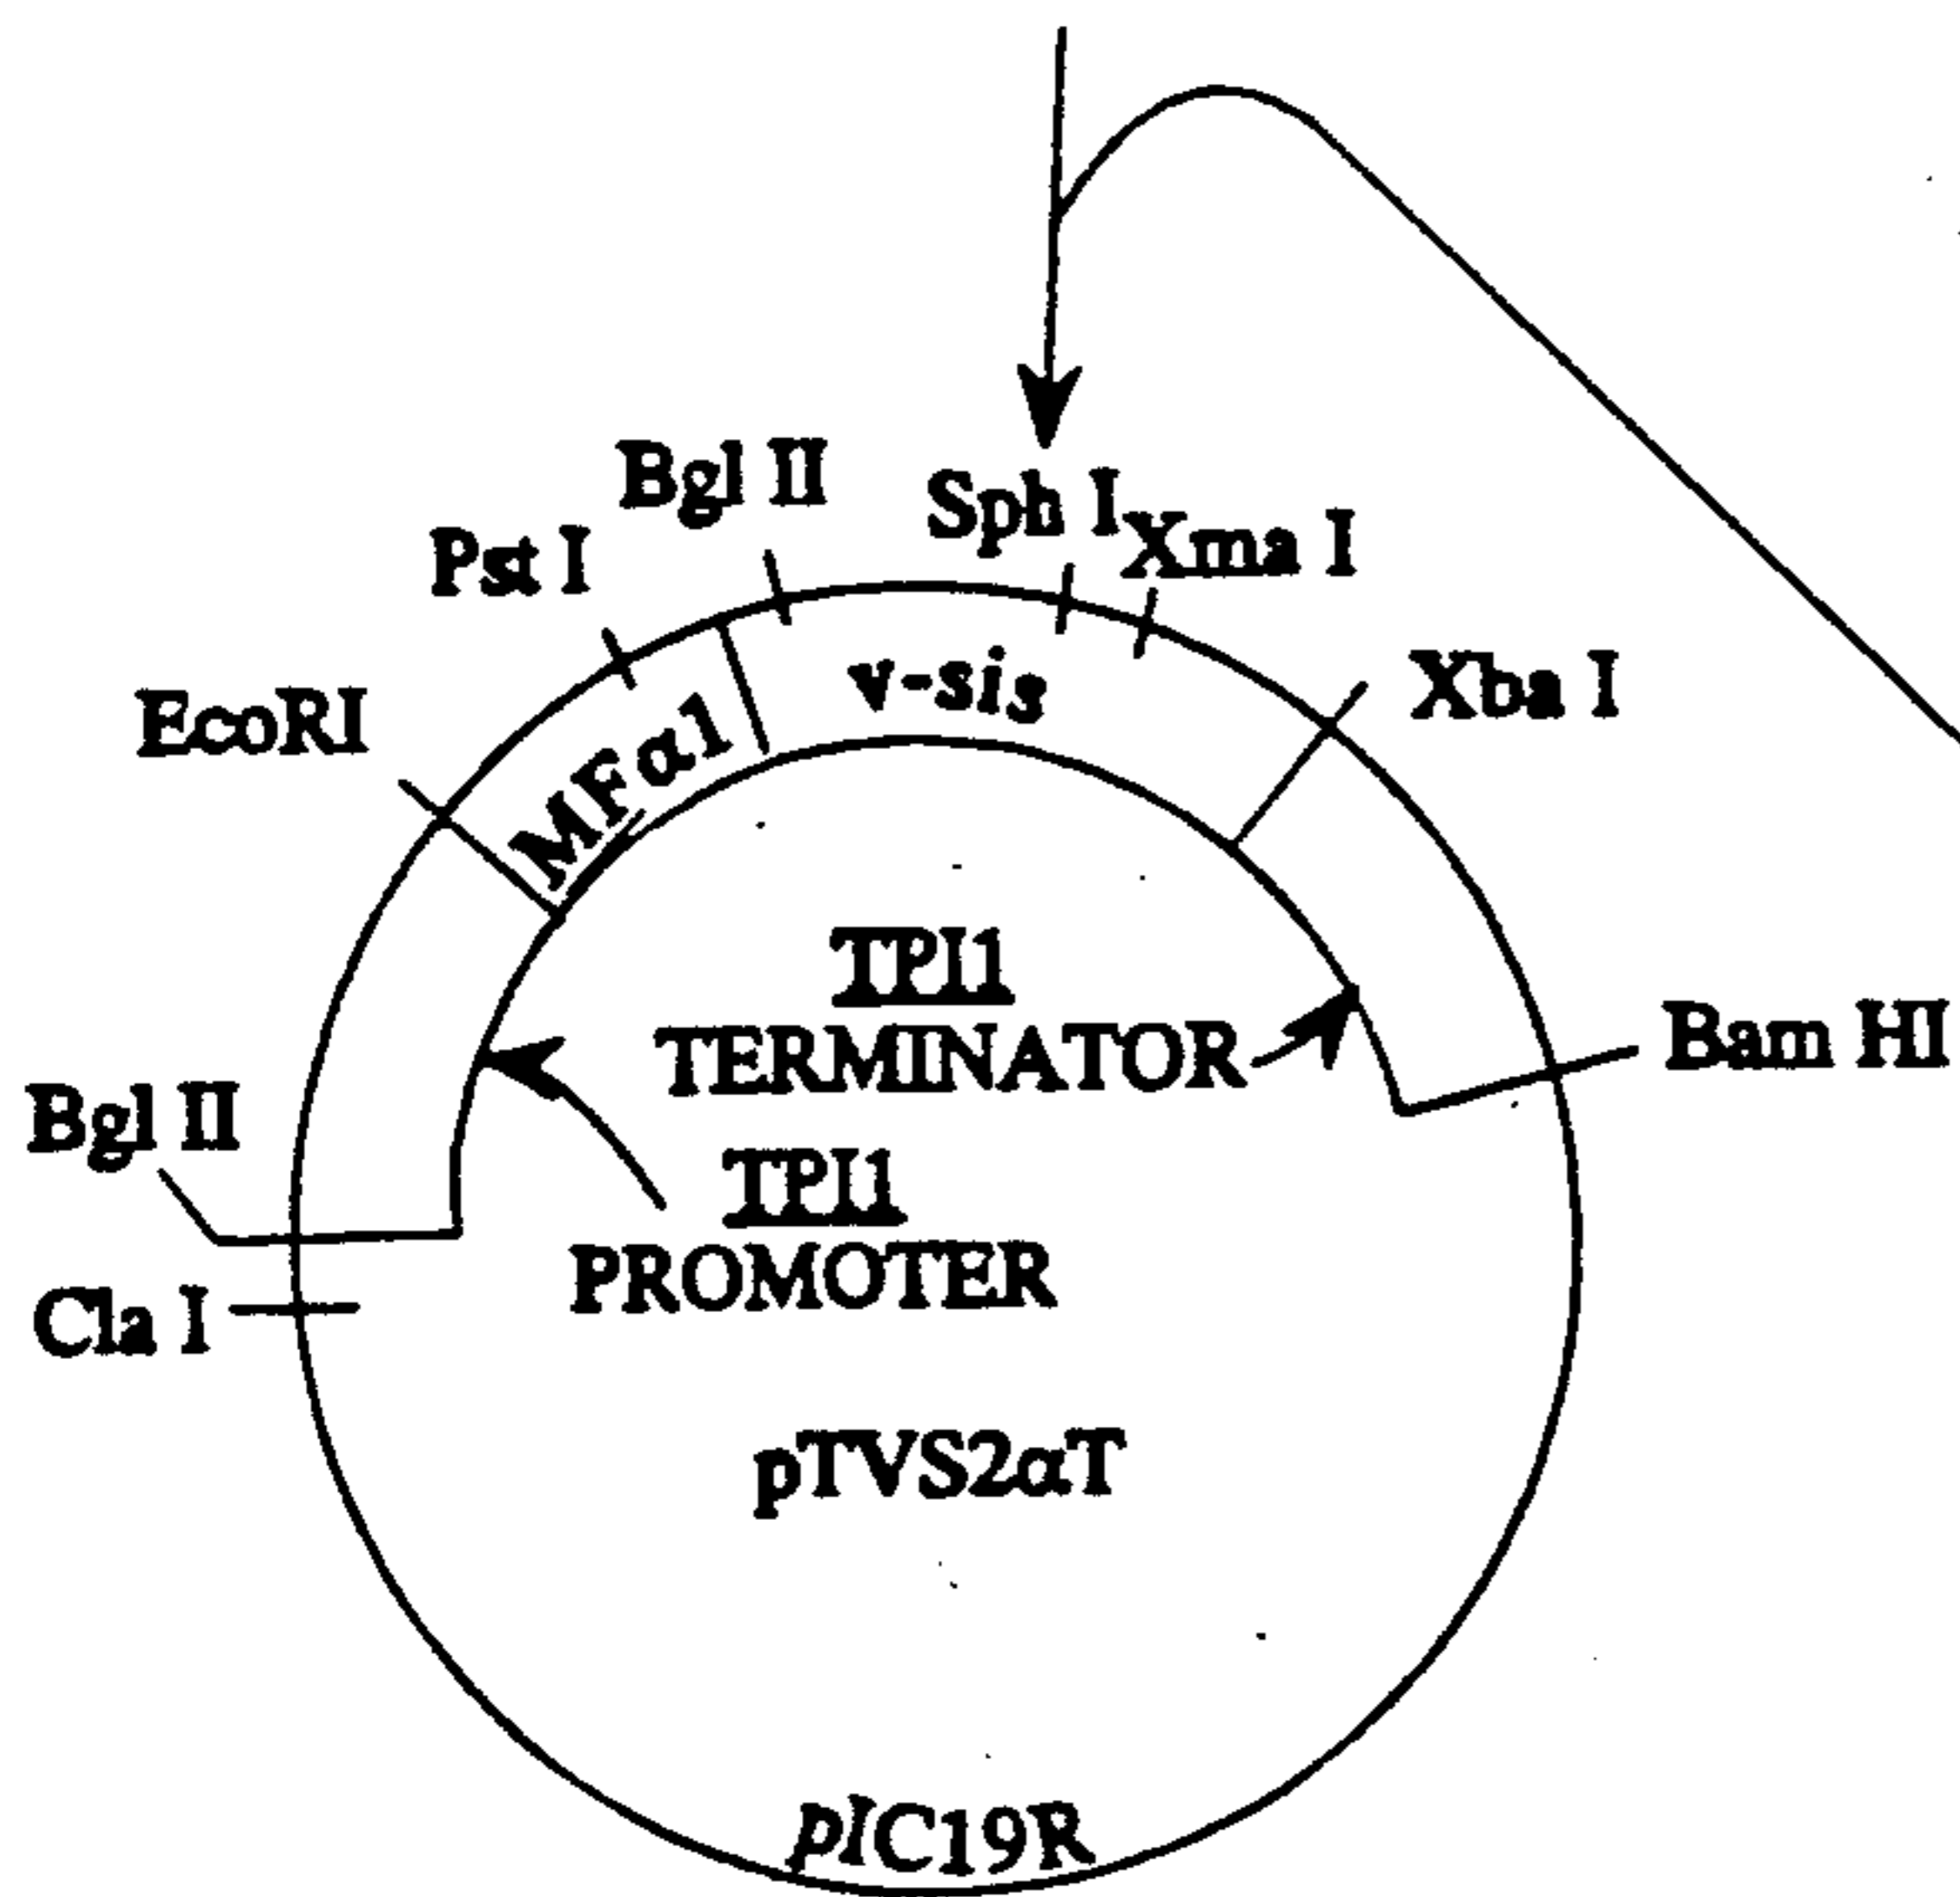 Bgl II
Sph I
Pst I
Xma I
EcoRI
MFα1
v-sis
Xba I
TPI1
TERMINATOR
Bam HI
Bgl II
TPI1
PROMOTER
Cla I
pTVS2αT
pIC19R